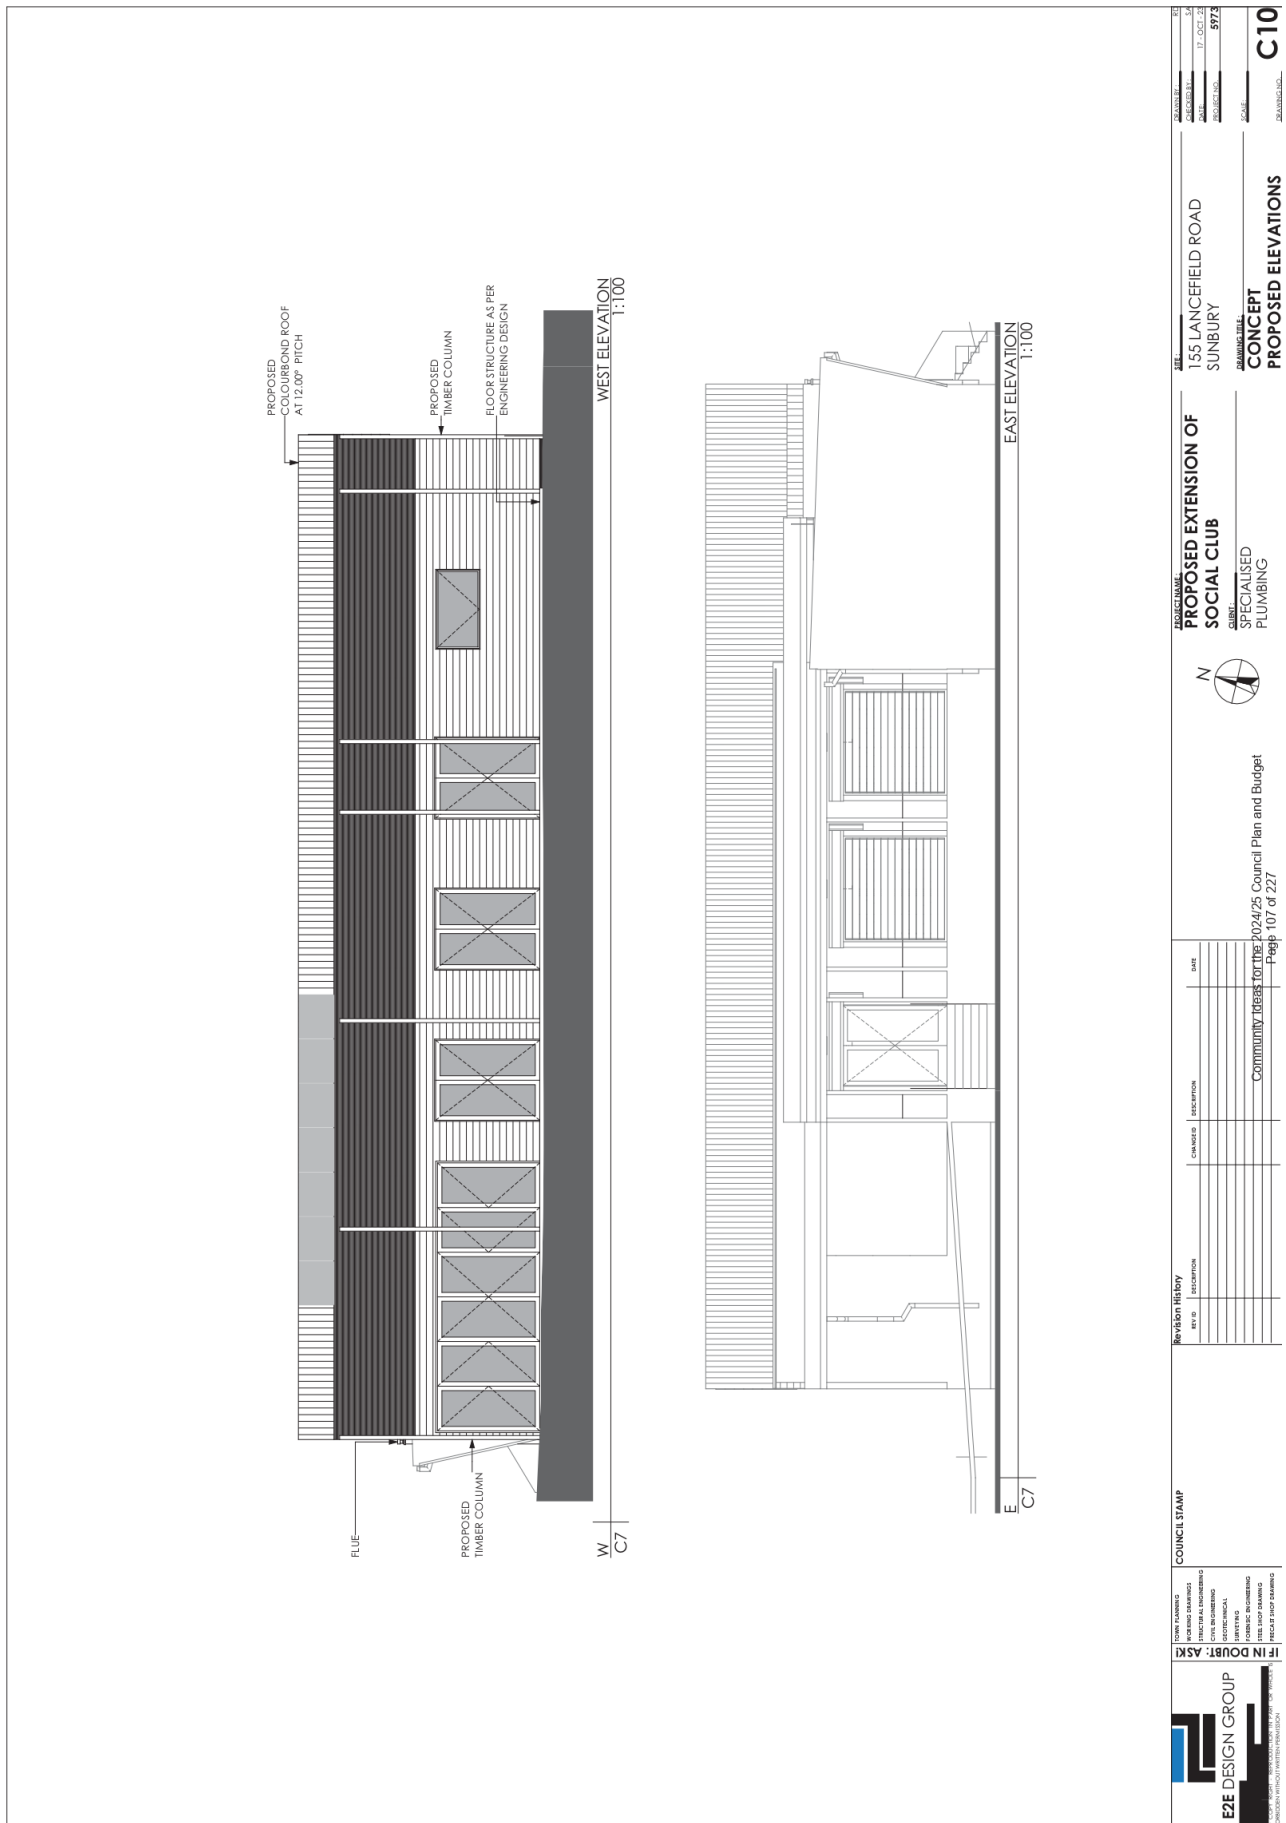 PROPOSED
COLOURBOND ROOF
AT 12.00° PITCH
PROPOSED
TIMBER COLUMN
FLOOR STRUCTURE AS PER
ENGINEERING DESIGN
FLUE
PROPOSED
TIMBER COLUMN
W
C7
WEST ELEVATION
1:100
E
C7
EAST ELEVATION
1:100
E2E DESIGN GROUP
IF IN DOUBT: ASK!
TOWN PLANNING
WORKING DRAWINGS
STRUCTURAL ENGINEERING
CIVIL ENGINEERING
GEOTECHNICAL
SURVEYING
FORENSIC ENGINEERING
STEEL SHOP DRAWING
PRECAST SHOP DRAWING
COUNCIL STAMP
Revision History
REV ID DESCRIPTION CHANGE ID DESCRIPTION DATE
Community Ideas for the 2024/25 Council Plan and Budget
Page 107 of 227
N
PROJECT NAME:
PROPOSED EXTENSION OF
SOCIAL CLUB
CLIENT:
SPECIALISED
PLUMBING
SITE:
155 LANCEFIELD ROAD
SUNBURY
DRAWING TITLE:
CONCEPT
PROPOSED ELEVATIONS
DRAWN BY:
CHECKED BY: SA
DATE: 17 - OCT - 23
PROJECT NO: 5973
SCALE:
DRAWING NO:
C10